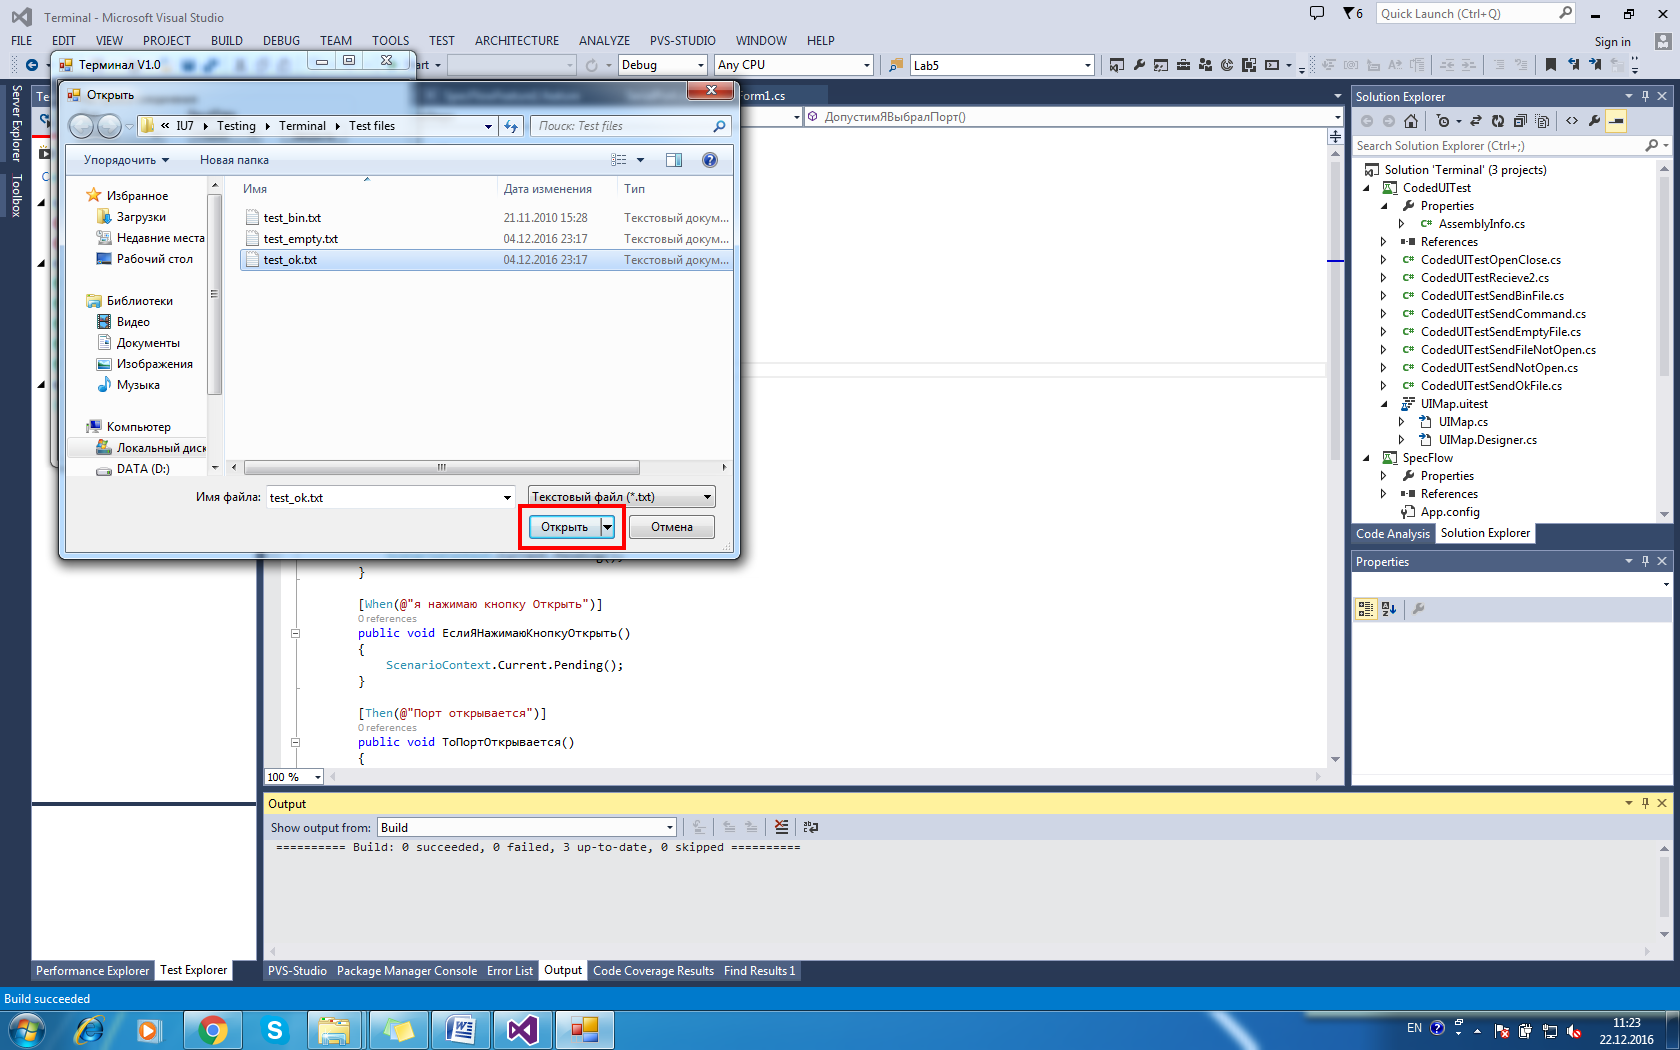 Terminal - Microsoft Visual Studio
6
Quick Launch (Ctrl+Q)
FILE EDIT VIEW PROJECT BUILD DEBUG TEAM TOOLS TEST ARCHITECTURE ANALYZE PVS-STUDIO WINDOW HELP
Sign in
Терминал V1.0
Debug
Any CPU
Lab5
Server Explorer
Toolbox
Открыть
« IU7 Testing Terminal Test files
Поиск: Test files
Упорядочить Новая папка
Избранное
Загрузки
Недавние места
Рабочий стол
Библиотеки
Видео
Документы
Изображения
Музыка
Компьютер
Локальный диск
DATA (D:)
Имя Дата изменения Тип
test_bin.txt 21.11.2010 15:28 Текстовый докум...
test_empty.txt 04.12.2016 23:17 Текстовый докум...
test_ok.txt 04.12.2016 23:17 Текстовый докум...
Имя файла: test_ok.txt Текстовый файл (*.txt)
Открыть Отмена
orm1.cs
ДопустимЯВыбралПорт()
}
[When(@"я нажимаю кнопку Открыть")]
0 references
public void ЕслиЯНажимаюКнопкуОткрыть()
{
ScenarioContext.Current.Pending();
}
[Then(@"Порт открывается")]
0 references
public void ТоПортОткрывается()
{
100 %
Solution Explorer
Search Solution Explorer (Ctrl+;)
Solution 'Terminal' (3 projects)
CodedUITest
Properties
C# AssemblyInfo.cs
References
C# CodedUITestOpenClose.cs
C# CodedUITestRecieve2.cs
C# CodedUITestSendBinFile.cs
C# CodedUITestSendCommand.cs
C# CodedUITestSendEmptyFile.cs
C# CodedUITestSendFileNotOpen.cs
C# CodedUITestSendNotOpen.cs
C# CodedUITestSendOkFile.cs
UIMap.uitest
UIMap.cs
UIMap.Designer.cs
SpecFlow
Properties
References
App.config
Code Analysis Solution Explorer
Properties
Output
Show output from: Build
========== Build: 0 succeeded, 0 failed, 3 up-to-date, 0 skipped ==========
Performance Explorer Test Explorer
PVS-Studio Package Manager Console Error List Output Code Coverage Results Find Results 1
Build succeeded
EN
11:23
22.12.2016